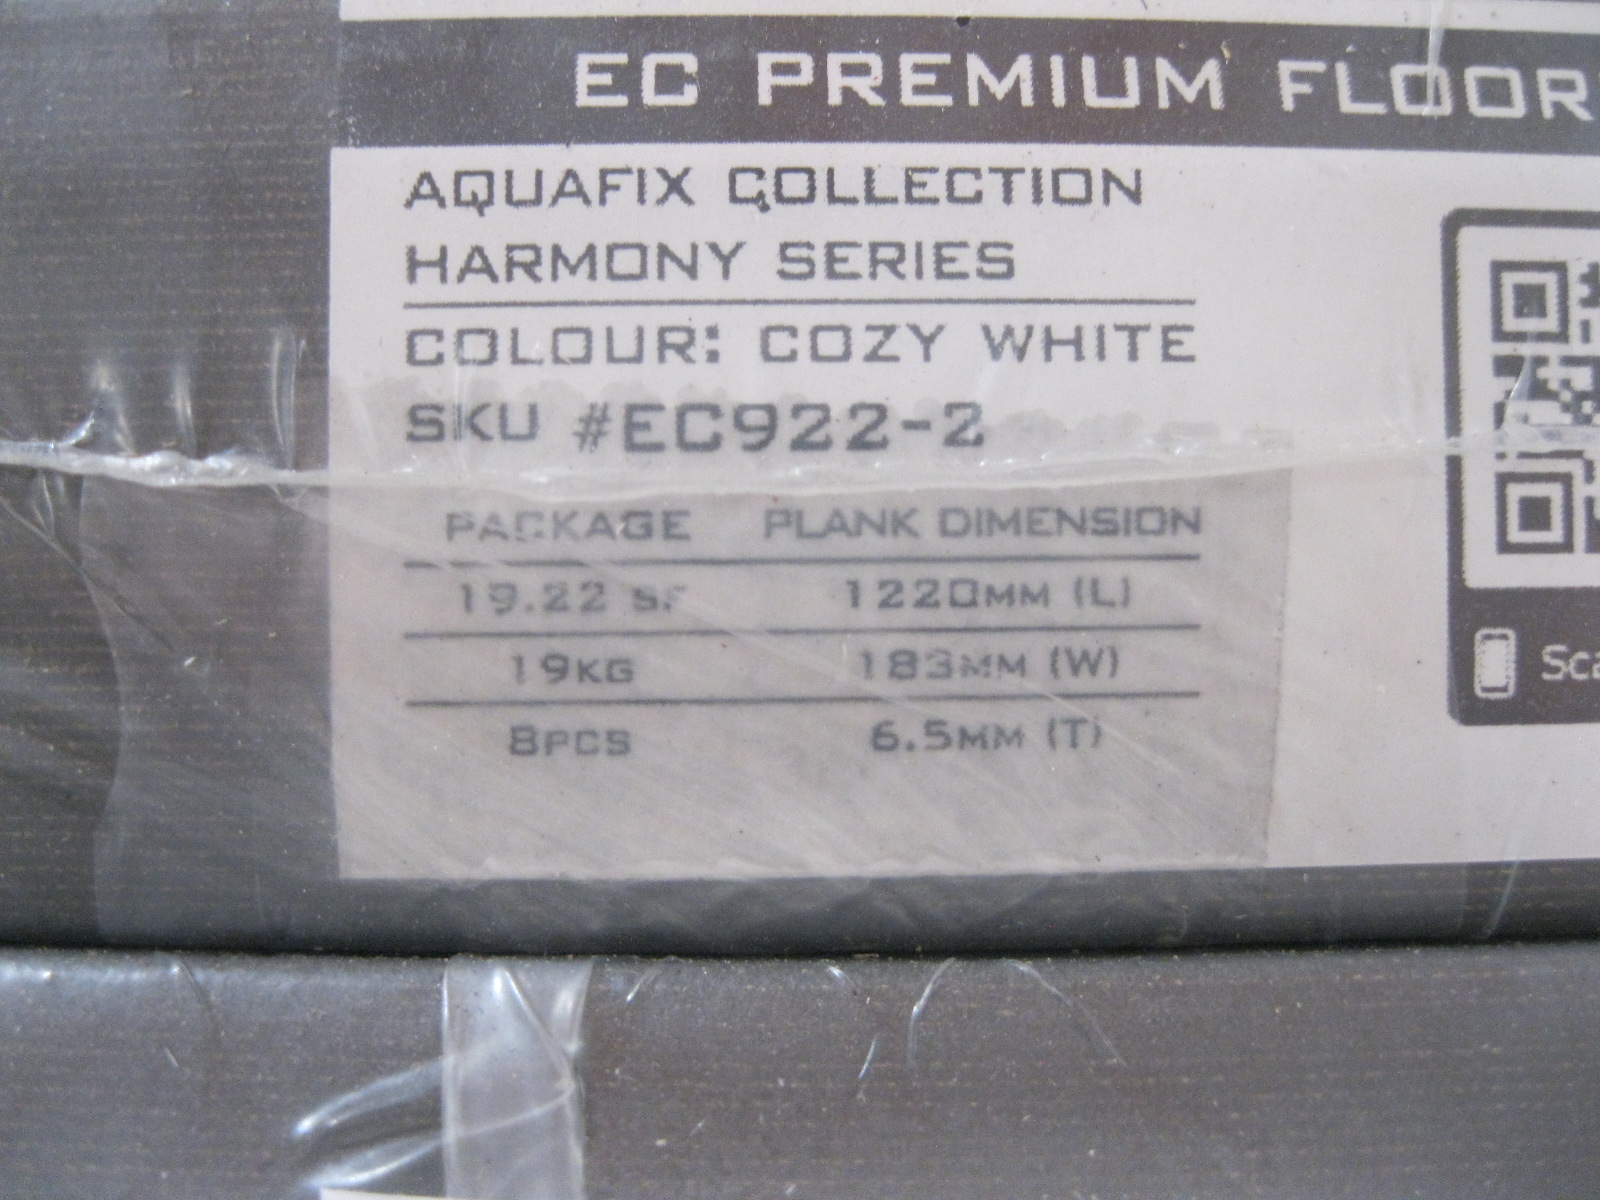 EC PREMIUM FLOOR
AQUAFIX COLLECTION
HARMONY SERIES
COLOUR: COZY WHITE
SKU #EC922-2
PACKAGE PLANK DIMENSION
19.22 SF 1220MM (L)
19KG 183MM (W)
8PCS 6.5MM (T)
Sca